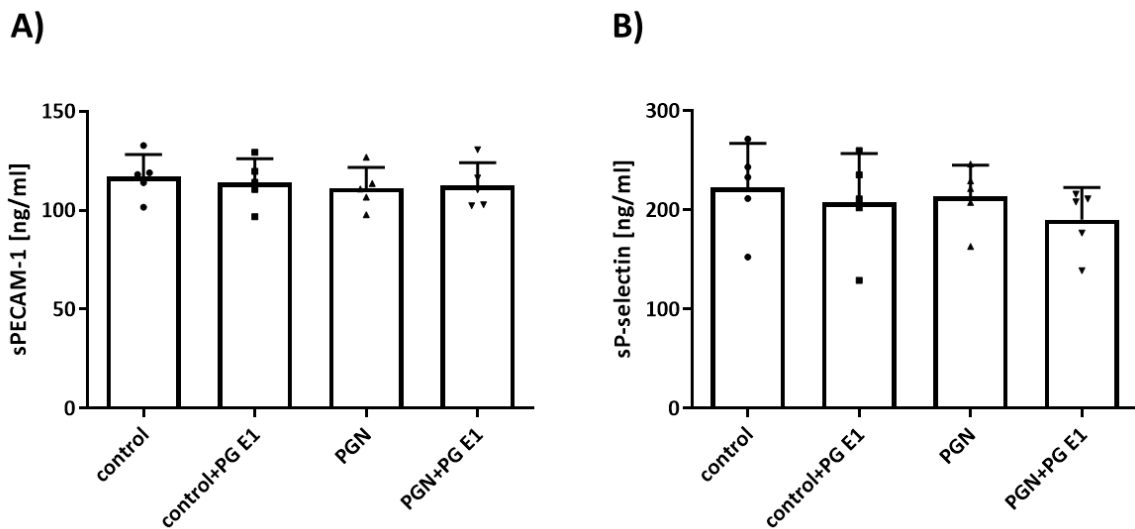 A)
sPECAM-1 [ng/ml]
150
100
50
0
control
control+PG E1
PGN
PGN+PG E1
B)
sP-selectin [ng/ml]
300
200
100
0
control
control+PG E1
PGN
PGN+PG E1